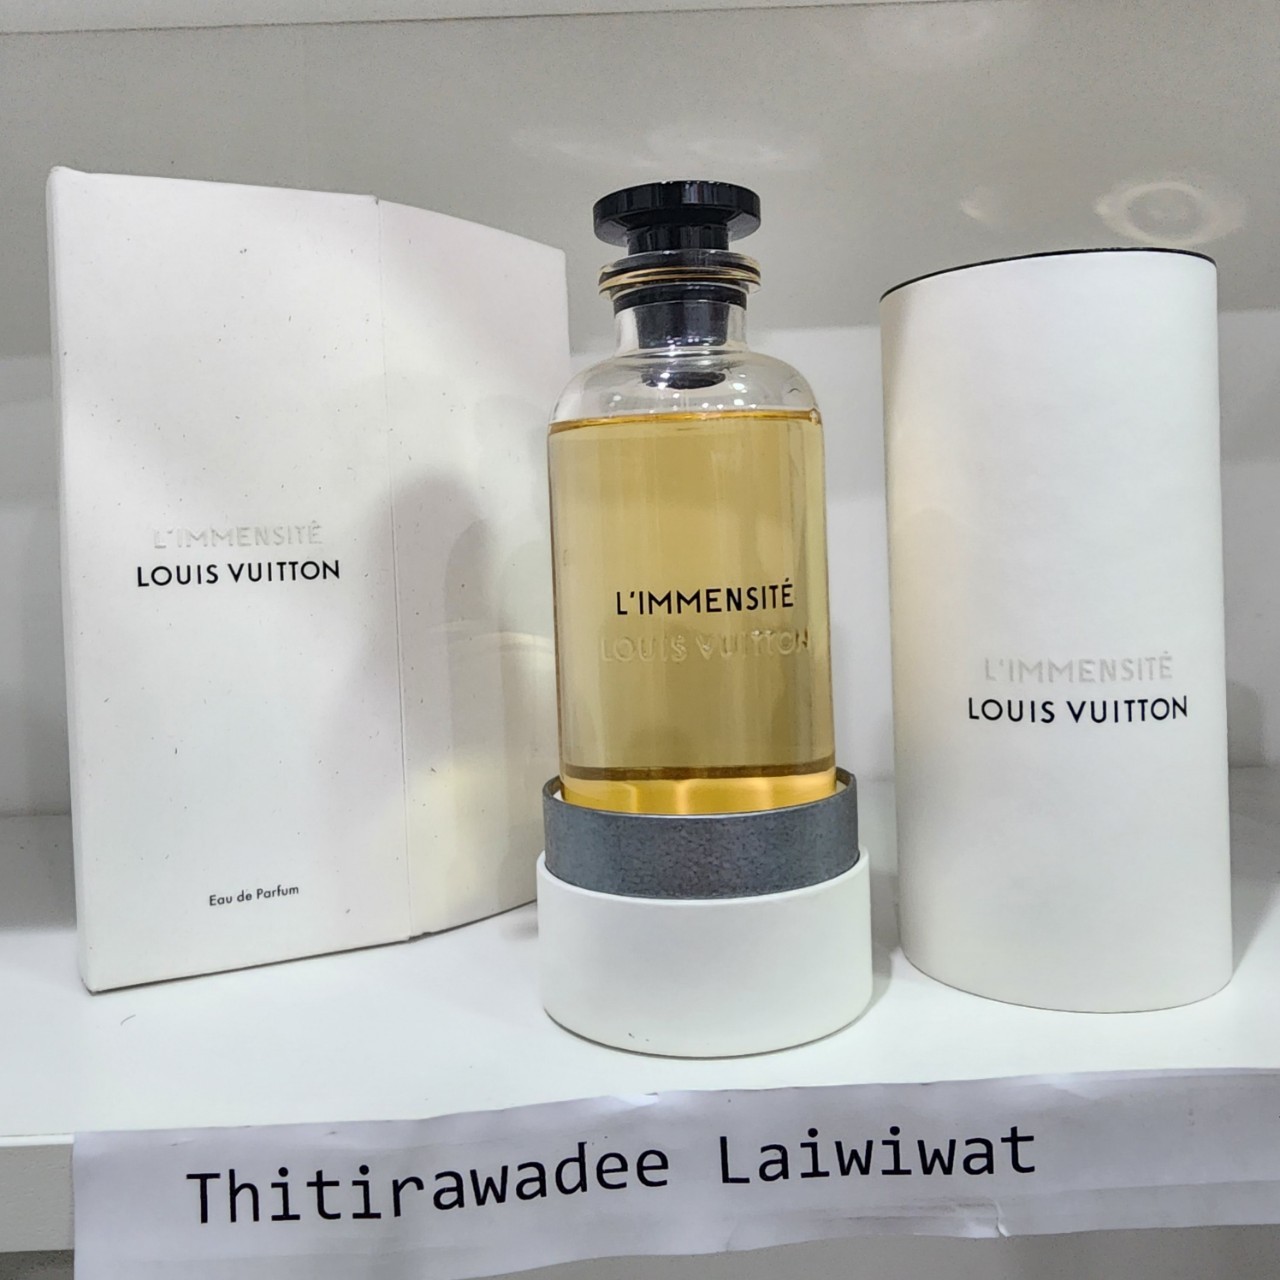 L'IMMENSITÉ
LOUIS VUITTON
Eau de Parfum
L'IMMENSITÉ
LOUIS VUITTON
L'IMMENSITÉ
LOUIS VUITTON
Thitirawadee Laiwiwat